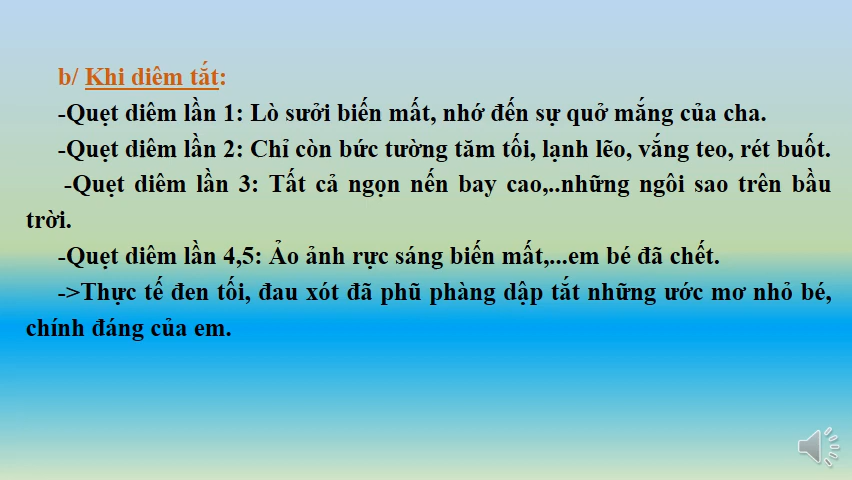 b/ Khi diêm tắt:
-Quẹt diêm lần 1: Lò sưởi biến mất, nhớ đến sự quở mắng của cha.
-Quẹt diêm lần 2: Chỉ còn bức tường tăm tối, lạnh lẽo, vắng teo, rét buốt.
-Quẹt diêm lần 3: Tất cả ngọn nến bay cao,..những ngôi sao trên bầu
trời.
-Quẹt diêm lần 4,5: Ảo ảnh rực sáng biến mất,...em bé đã chết.
->Thực tế đen tối, đau xót đã phũ phàng dập tắt những ước mơ nhỏ bé,
chính đáng của em.